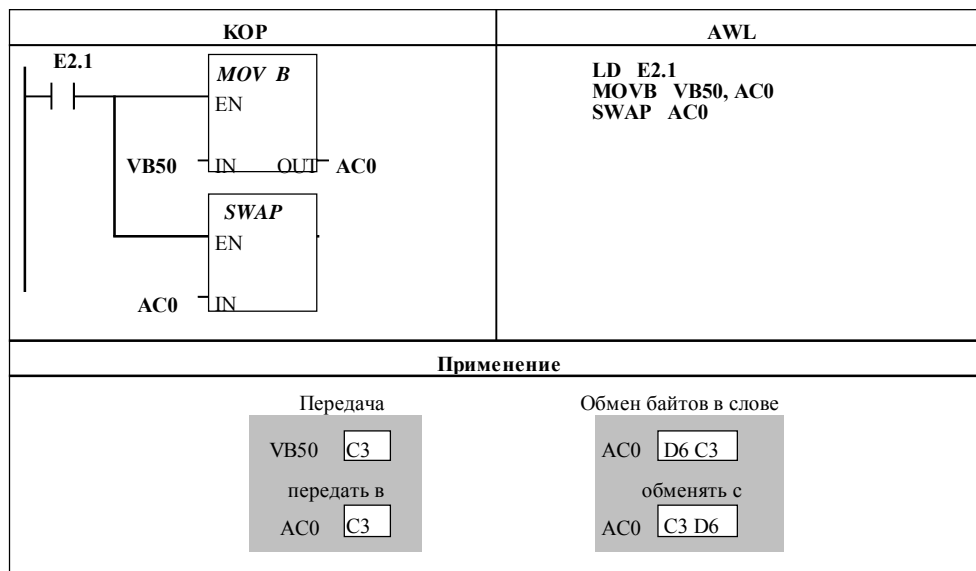 KOP
AWL
E2.1
MOV B
EN
VB50 IN OUT AC0
SWAP
EN
AC0 IN
LD E2.1
MOVB VB50, AC0
SWAP AC0
Применение
Передача
VB50 C3
передать в
AC0 C3
Обмен байтов в слове
AC0 D6 C3
обменять с
AC0 C3 D6